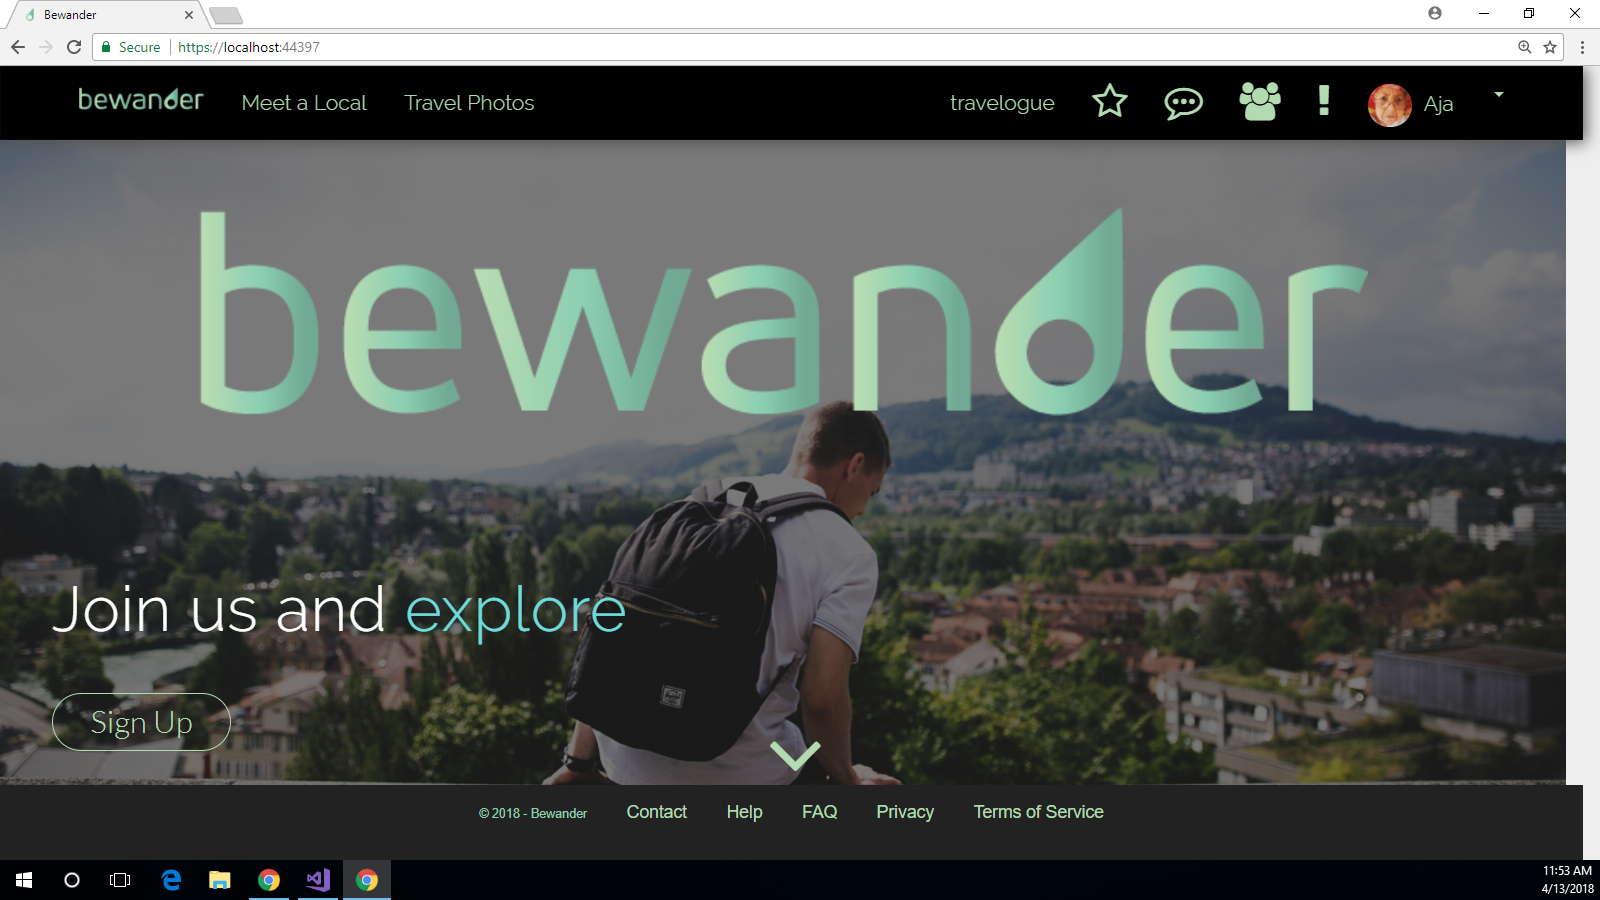 Bewander
Secure https://localhost:44397
bewander Meet a Local Travel Photos travelogue Aja
bewander
Join us and explore
Sign Up
© 2018 - Bewander Contact Help FAQ Privacy Terms of Service
11:53 AM
4/13/2018